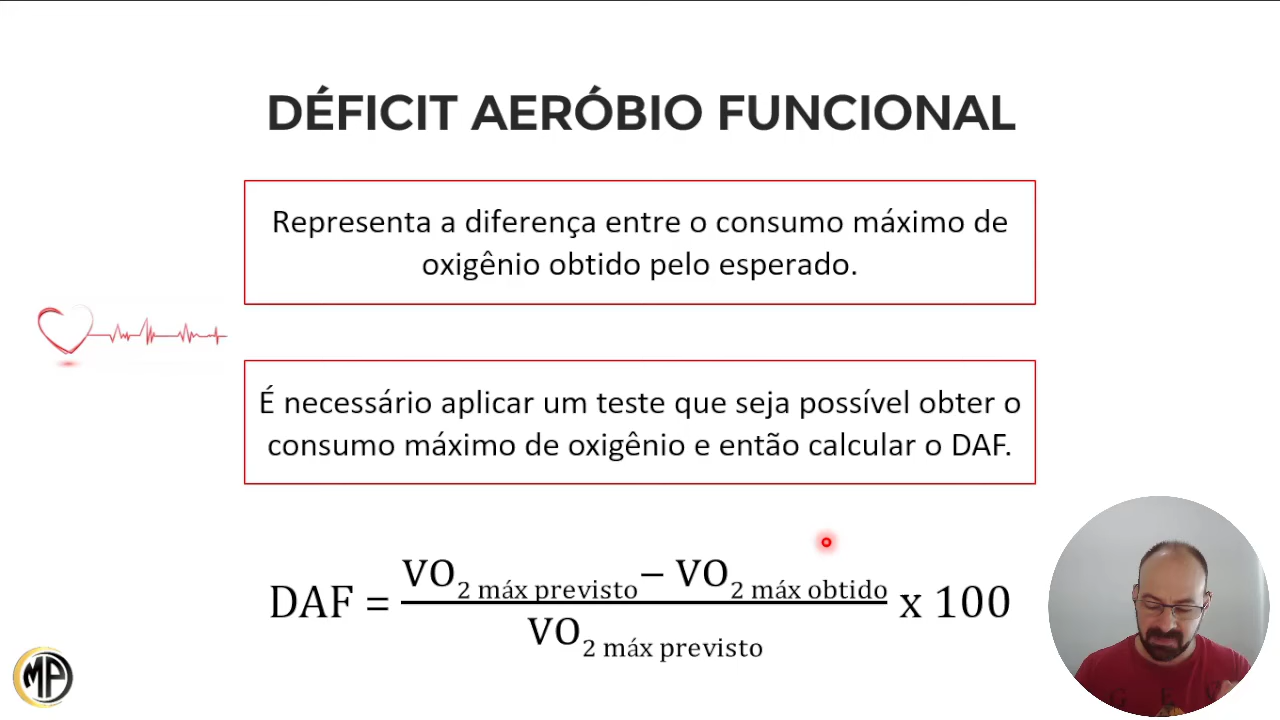 DÉFICIT AERÓBIO FUNCIONAL
Representa a diferença entre o consumo máximo de
oxigênio obtido pelo esperado.
É necessário aplicar um teste que seja possível obter o
consumo máximo de oxigênio e então calcular o DAF.
DAF = (VO₂ máx previsto − VO₂ máx obtido) / VO₂ máx previsto x 100
MP